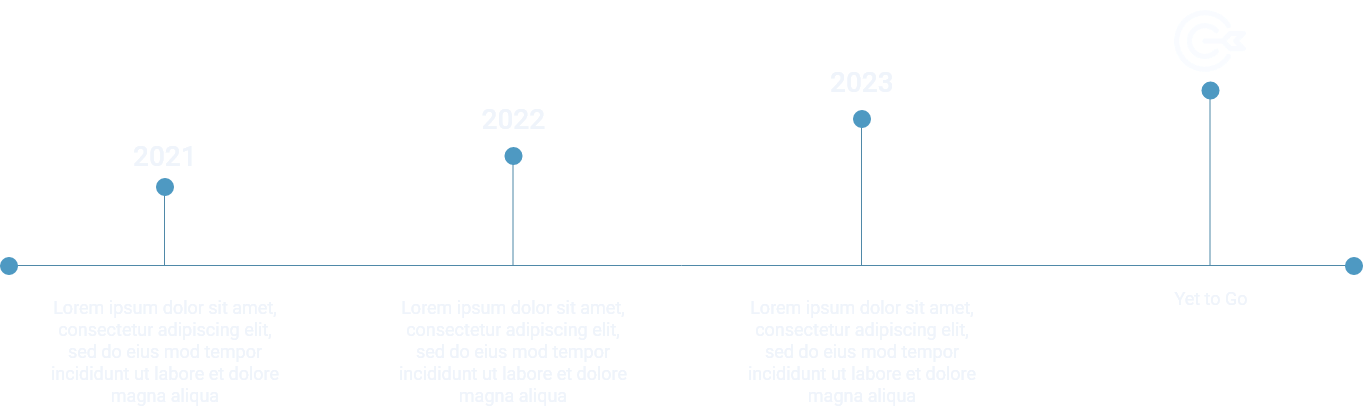 2021
2022
2023
Lorem ipsum dolor sit amet,
consectetur adipiscing elit,
sed do eius mod tempor
incididunt ut labore et dolore
magna aliqua
Lorem ipsum dolor sit amet,
consectetur adipiscing elit,
sed do eius mod tempor
incididunt ut labore et dolore
magna aliqua
Lorem ipsum dolor sit amet,
consectetur adipiscing elit,
sed do eius mod tempor
incididunt ut labore et dolore
magna aliqua
Yet to Go